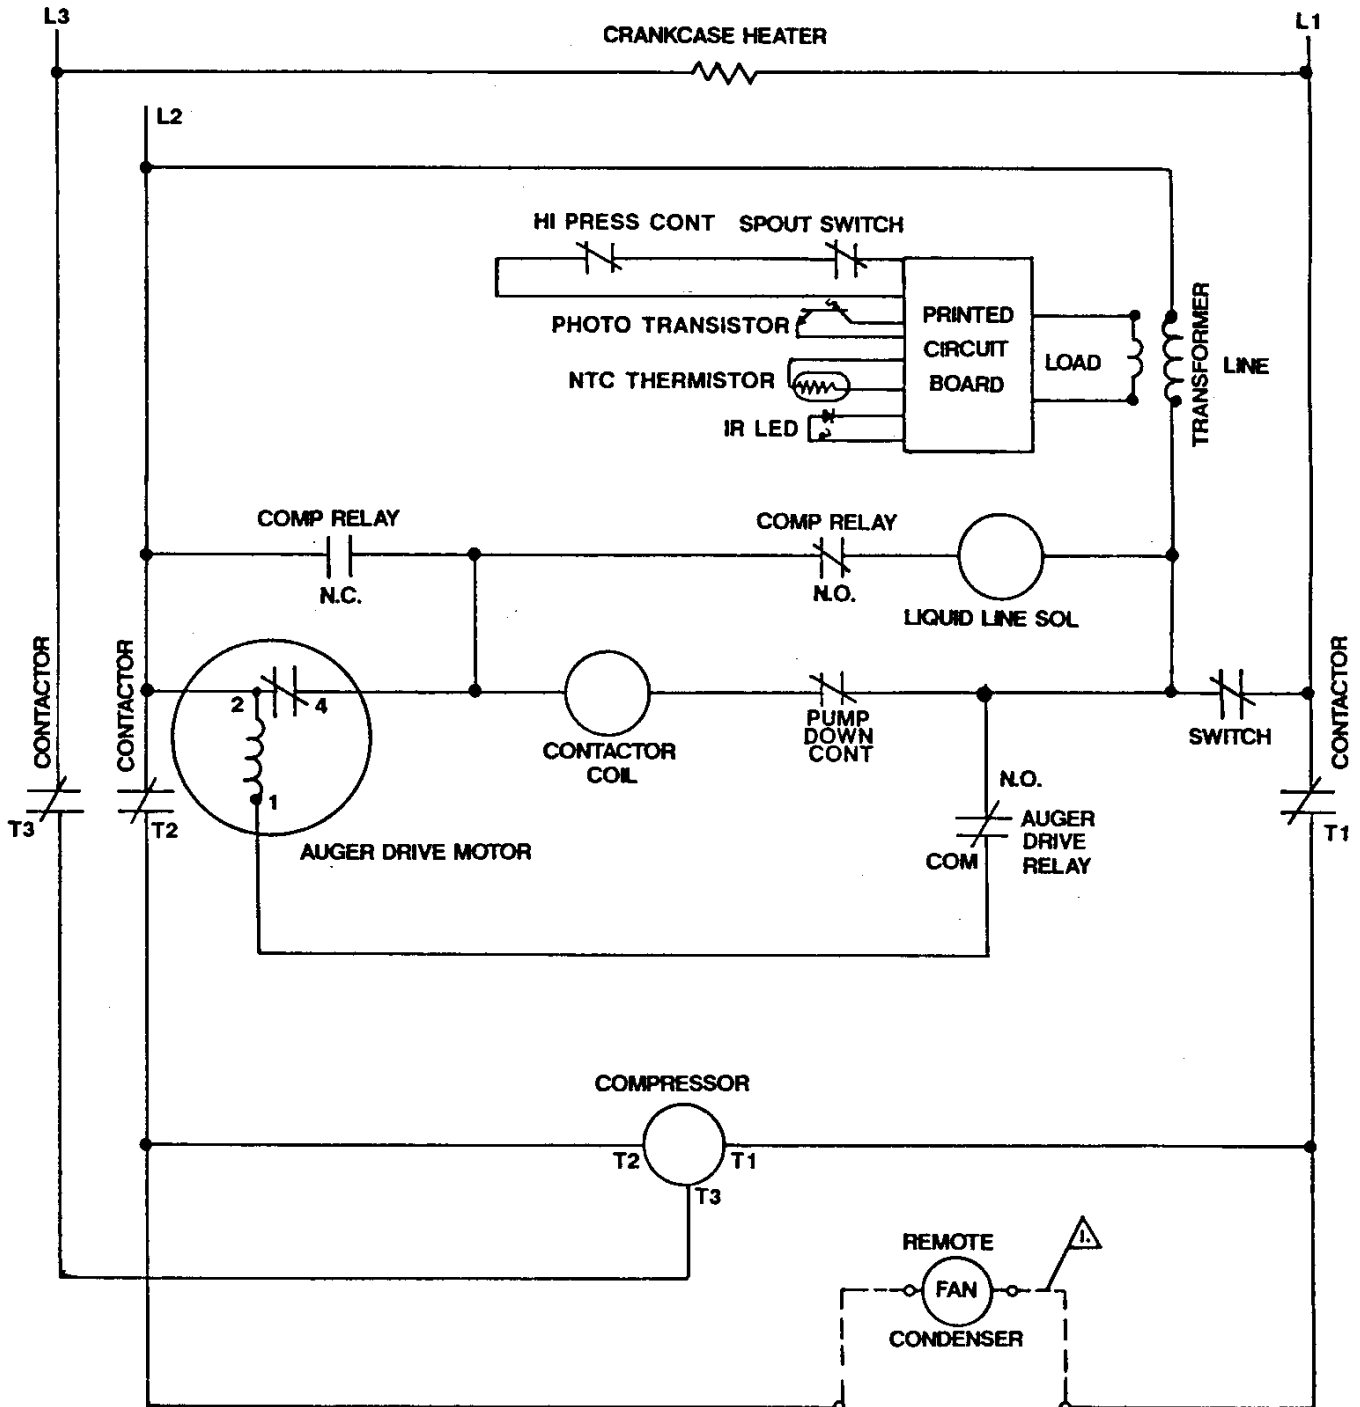 L3
L1
CRANKCASE HEATER
L2
HI PRESS CONT
SPOUT SWITCH
PHOTO TRANSISTOR
NTC THERMISTOR
IR LED
PRINTED
CIRCUIT
BOARD
LOAD
TRANSFORMER
LINE
COMP RELAY
N.C.
COMP RELAY
N.O.
LIQUID LINE SOL
CONTACTOR
T3
CONTACTOR
T2
2
4
1
AUGER DRIVE MOTOR
CONTACTOR
COIL
PUMP
DOWN
CONT
SWITCH
CONTACTOR
T1
N.O.
COM
AUGER
DRIVE
RELAY
COMPRESSOR
T2
T1
T3
REMOTE
FAN
CONDENSER
1.